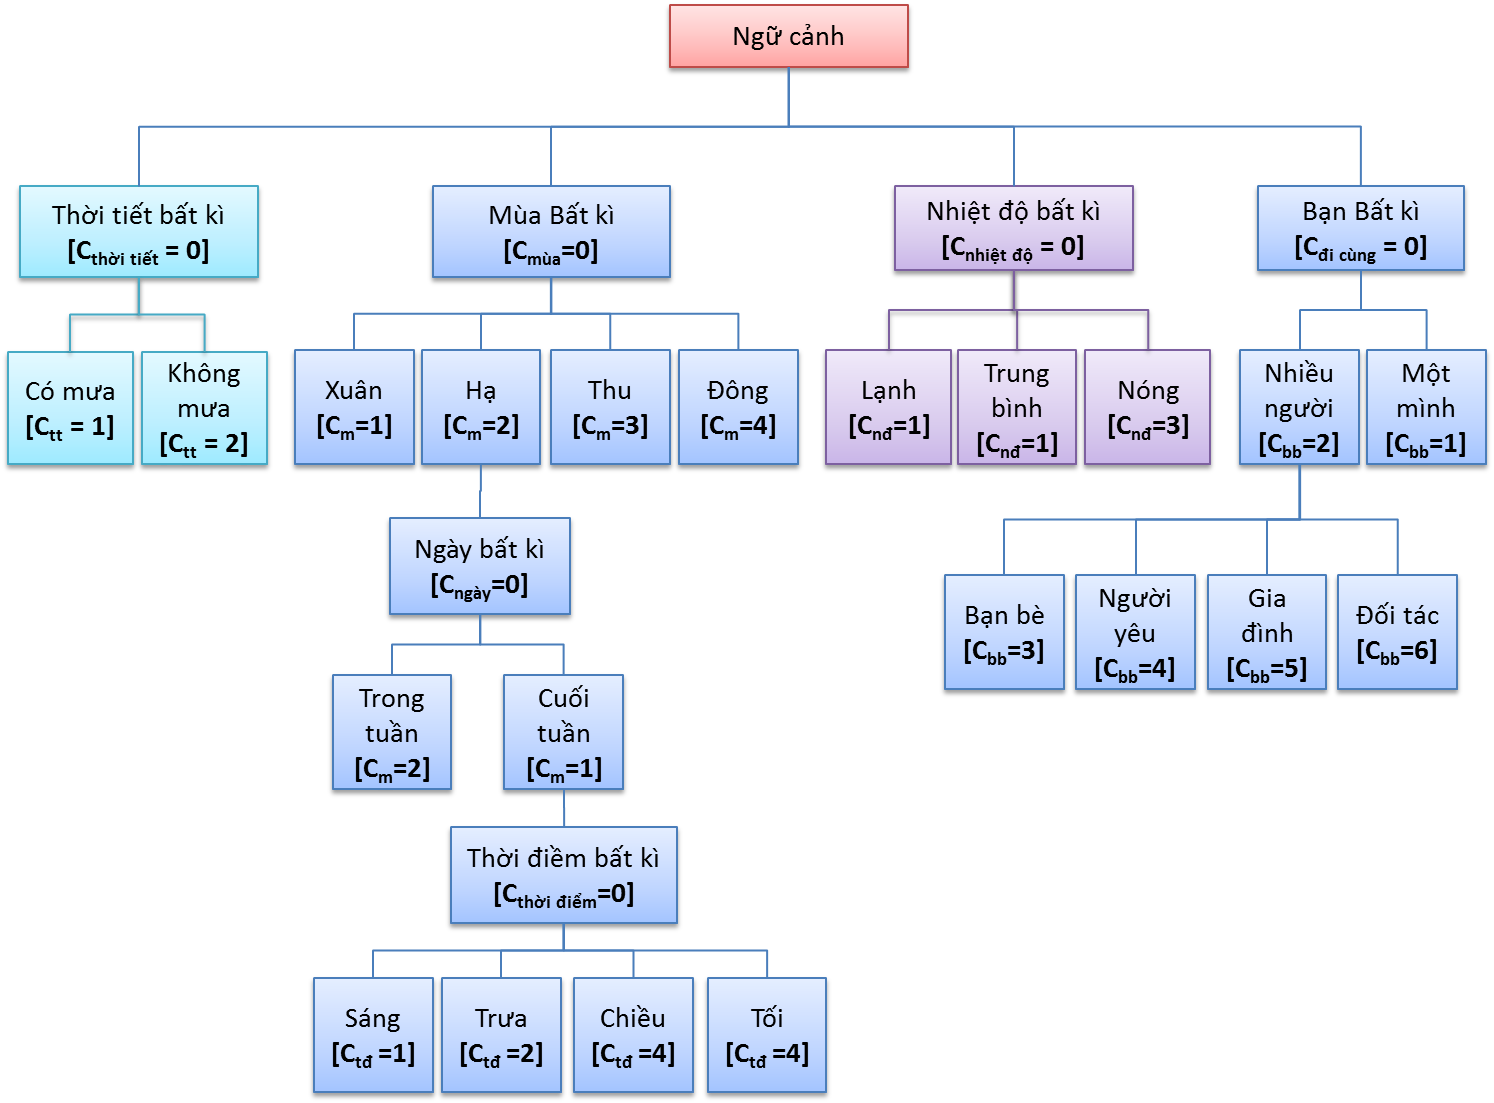 Ngữ cảnh
Thời tiết bất kì
[Cthời tiết = 0]
Mùa Bất kì
[Cmùa=0]
Nhiệt độ bất kì
[Cnhiệt độ = 0]
Bạn Bất kì
[Cđi cùng = 0]
Có mưa
[Ctt = 1]
Không
mưa
[Ctt = 2]
Xuân
[Cm=1]
Hạ
[Cm=2]
Thu
[Cm=3]
Đông
[Cm=4]
Lạnh
[Cnđ=1]
Trung
bình
[Cnđ=1]
Nóng
[Cnđ=3]
Nhiều
người
[Cbb=2]
Một
mình
[Cbb=1]
Ngày bất kì
[Cngày=0]
Bạn bè
[Cbb=3]
Người
yêu
[Cbb=4]
Gia
đình
[Cbb=5]
Đối tác
[Cbb=6]
Trong
tuần
[Cm=2]
Cuối
tuần
[Cm=1]
Thời điềm bất kì
[Cthời điểm=0]
Sáng
[Ctđ =1]
Trưa
[Ctđ =2]
Chiều
[Ctđ =4]
Tối
[Ctđ =4]